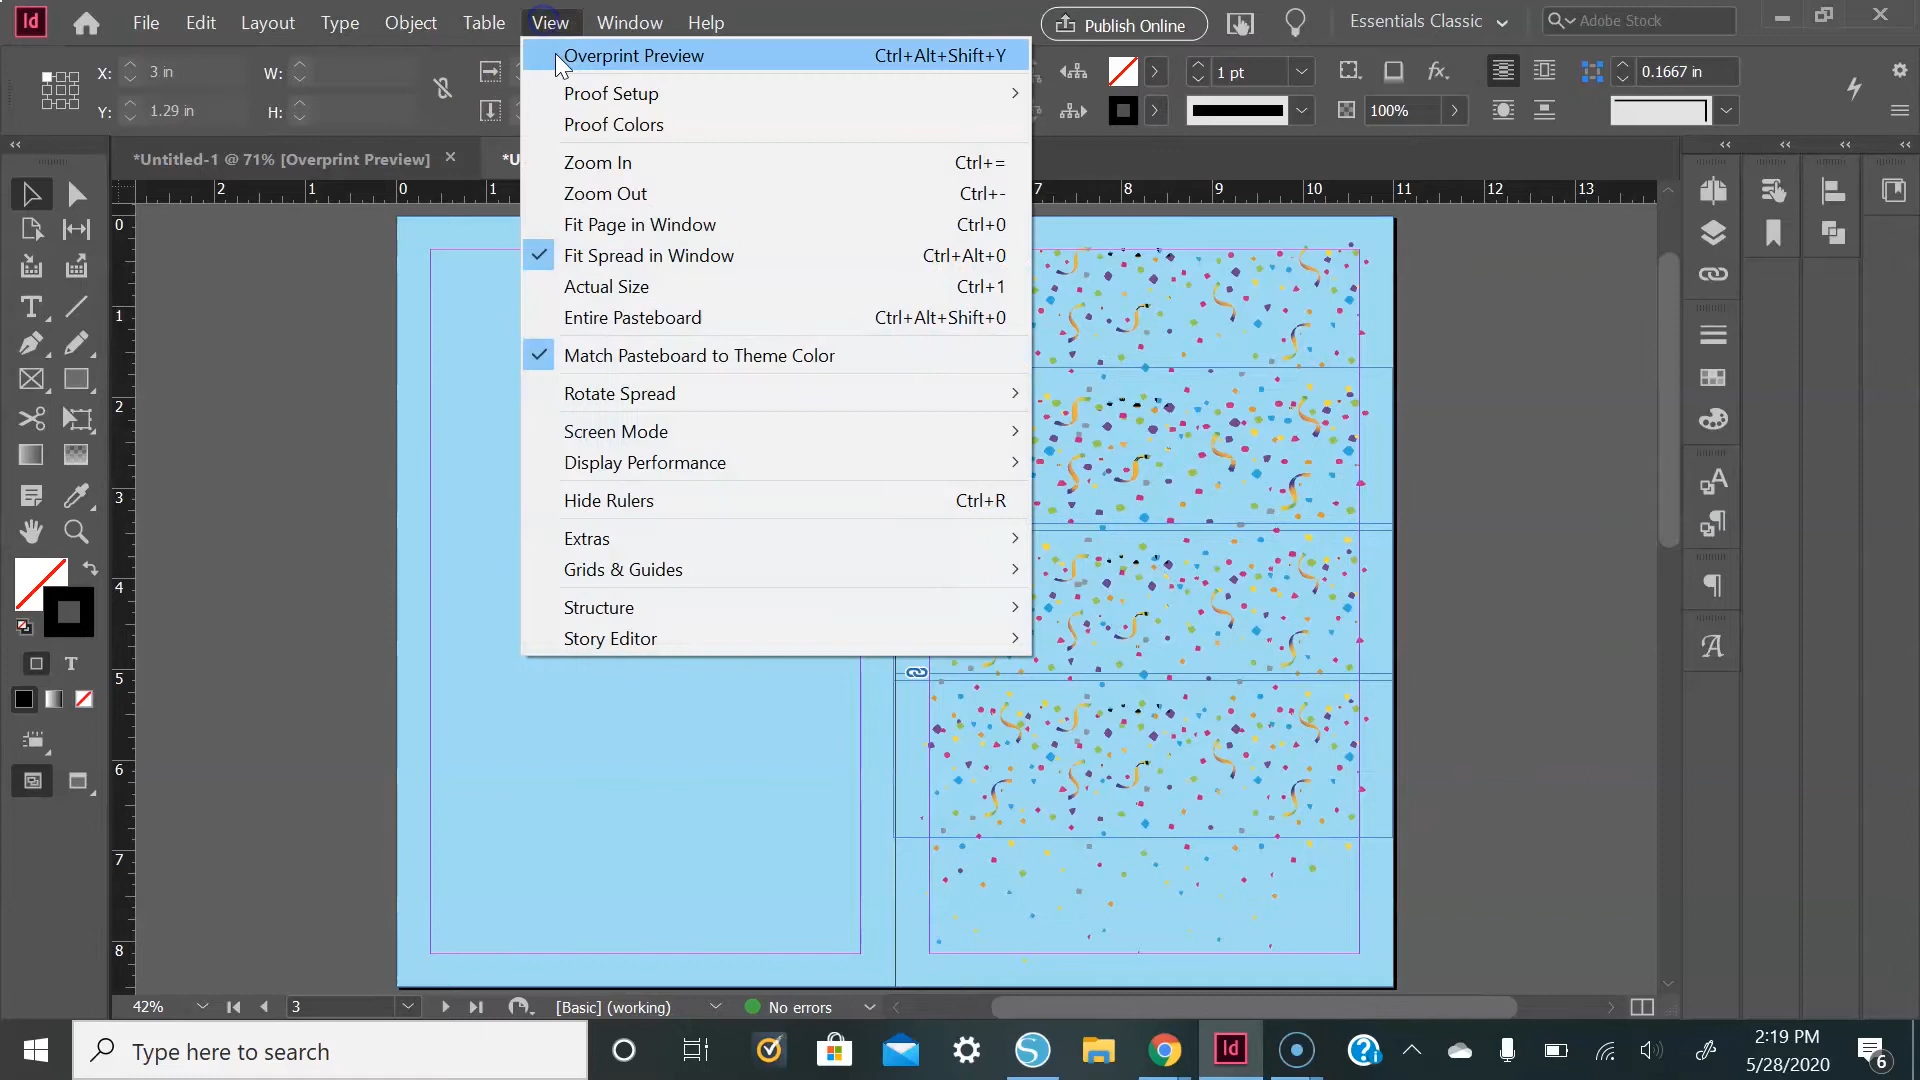 Id File Edit Layout Type Object Table View Window Help Publish Online Essentials Classic Adobe Stock
X: 3 in W: 1 pt fx. 0.1667 in
Y: 1.29 in H: 100%
*Untitled-1 @ 71% [Overprint Preview] × *U
Overprint Preview Ctrl+Alt+Shift+Y
Proof Setup
Proof Colors
Zoom In Ctrl+=
Zoom Out Ctrl+-
Fit Page in Window Ctrl+0
Fit Spread in Window Ctrl+Alt+0
Actual Size Ctrl+1
Entire Pasteboard Ctrl+Alt+Shift+0
Match Pasteboard to Theme Color
Rotate Spread
Screen Mode
Display Performance
Hide Rulers Ctrl+R
Extras
Grids & Guides
Structure
Story Editor
2 1 0 1 7 8 9 10 11 12 13
0
1
2
3
4
5
6
7
8
42% 3 [Basic] (working) No errors
Type here to search
Id
2:19 PM
5/28/2020
6